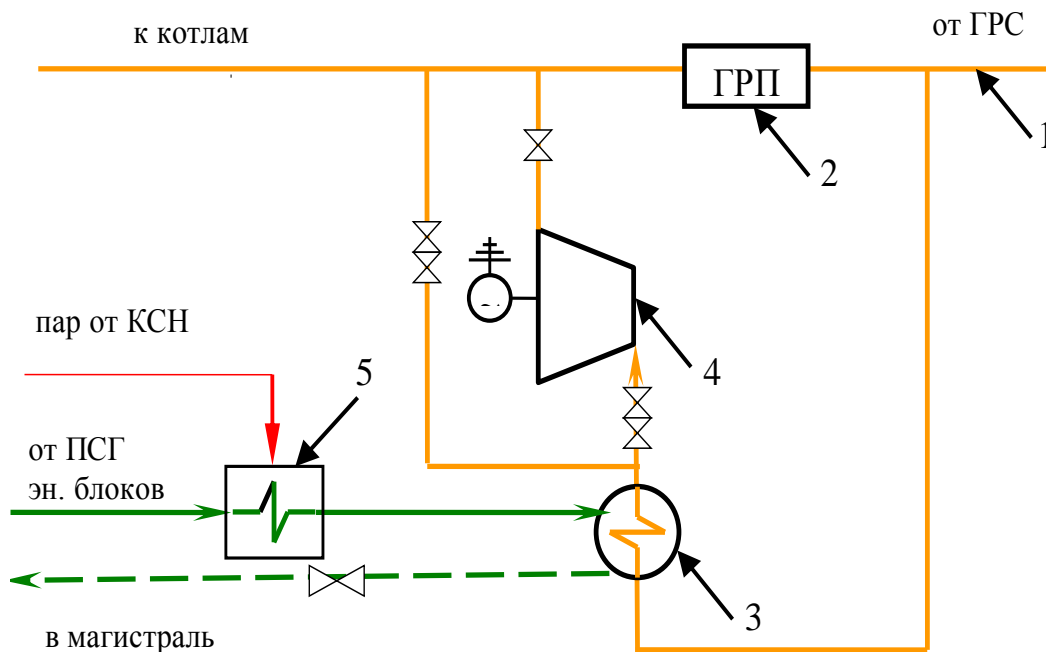 к котлам
от ГРС
ГРП
1
2
пар от КСН
5
4
от ПСГ
эн. блоков
3
в магистраль